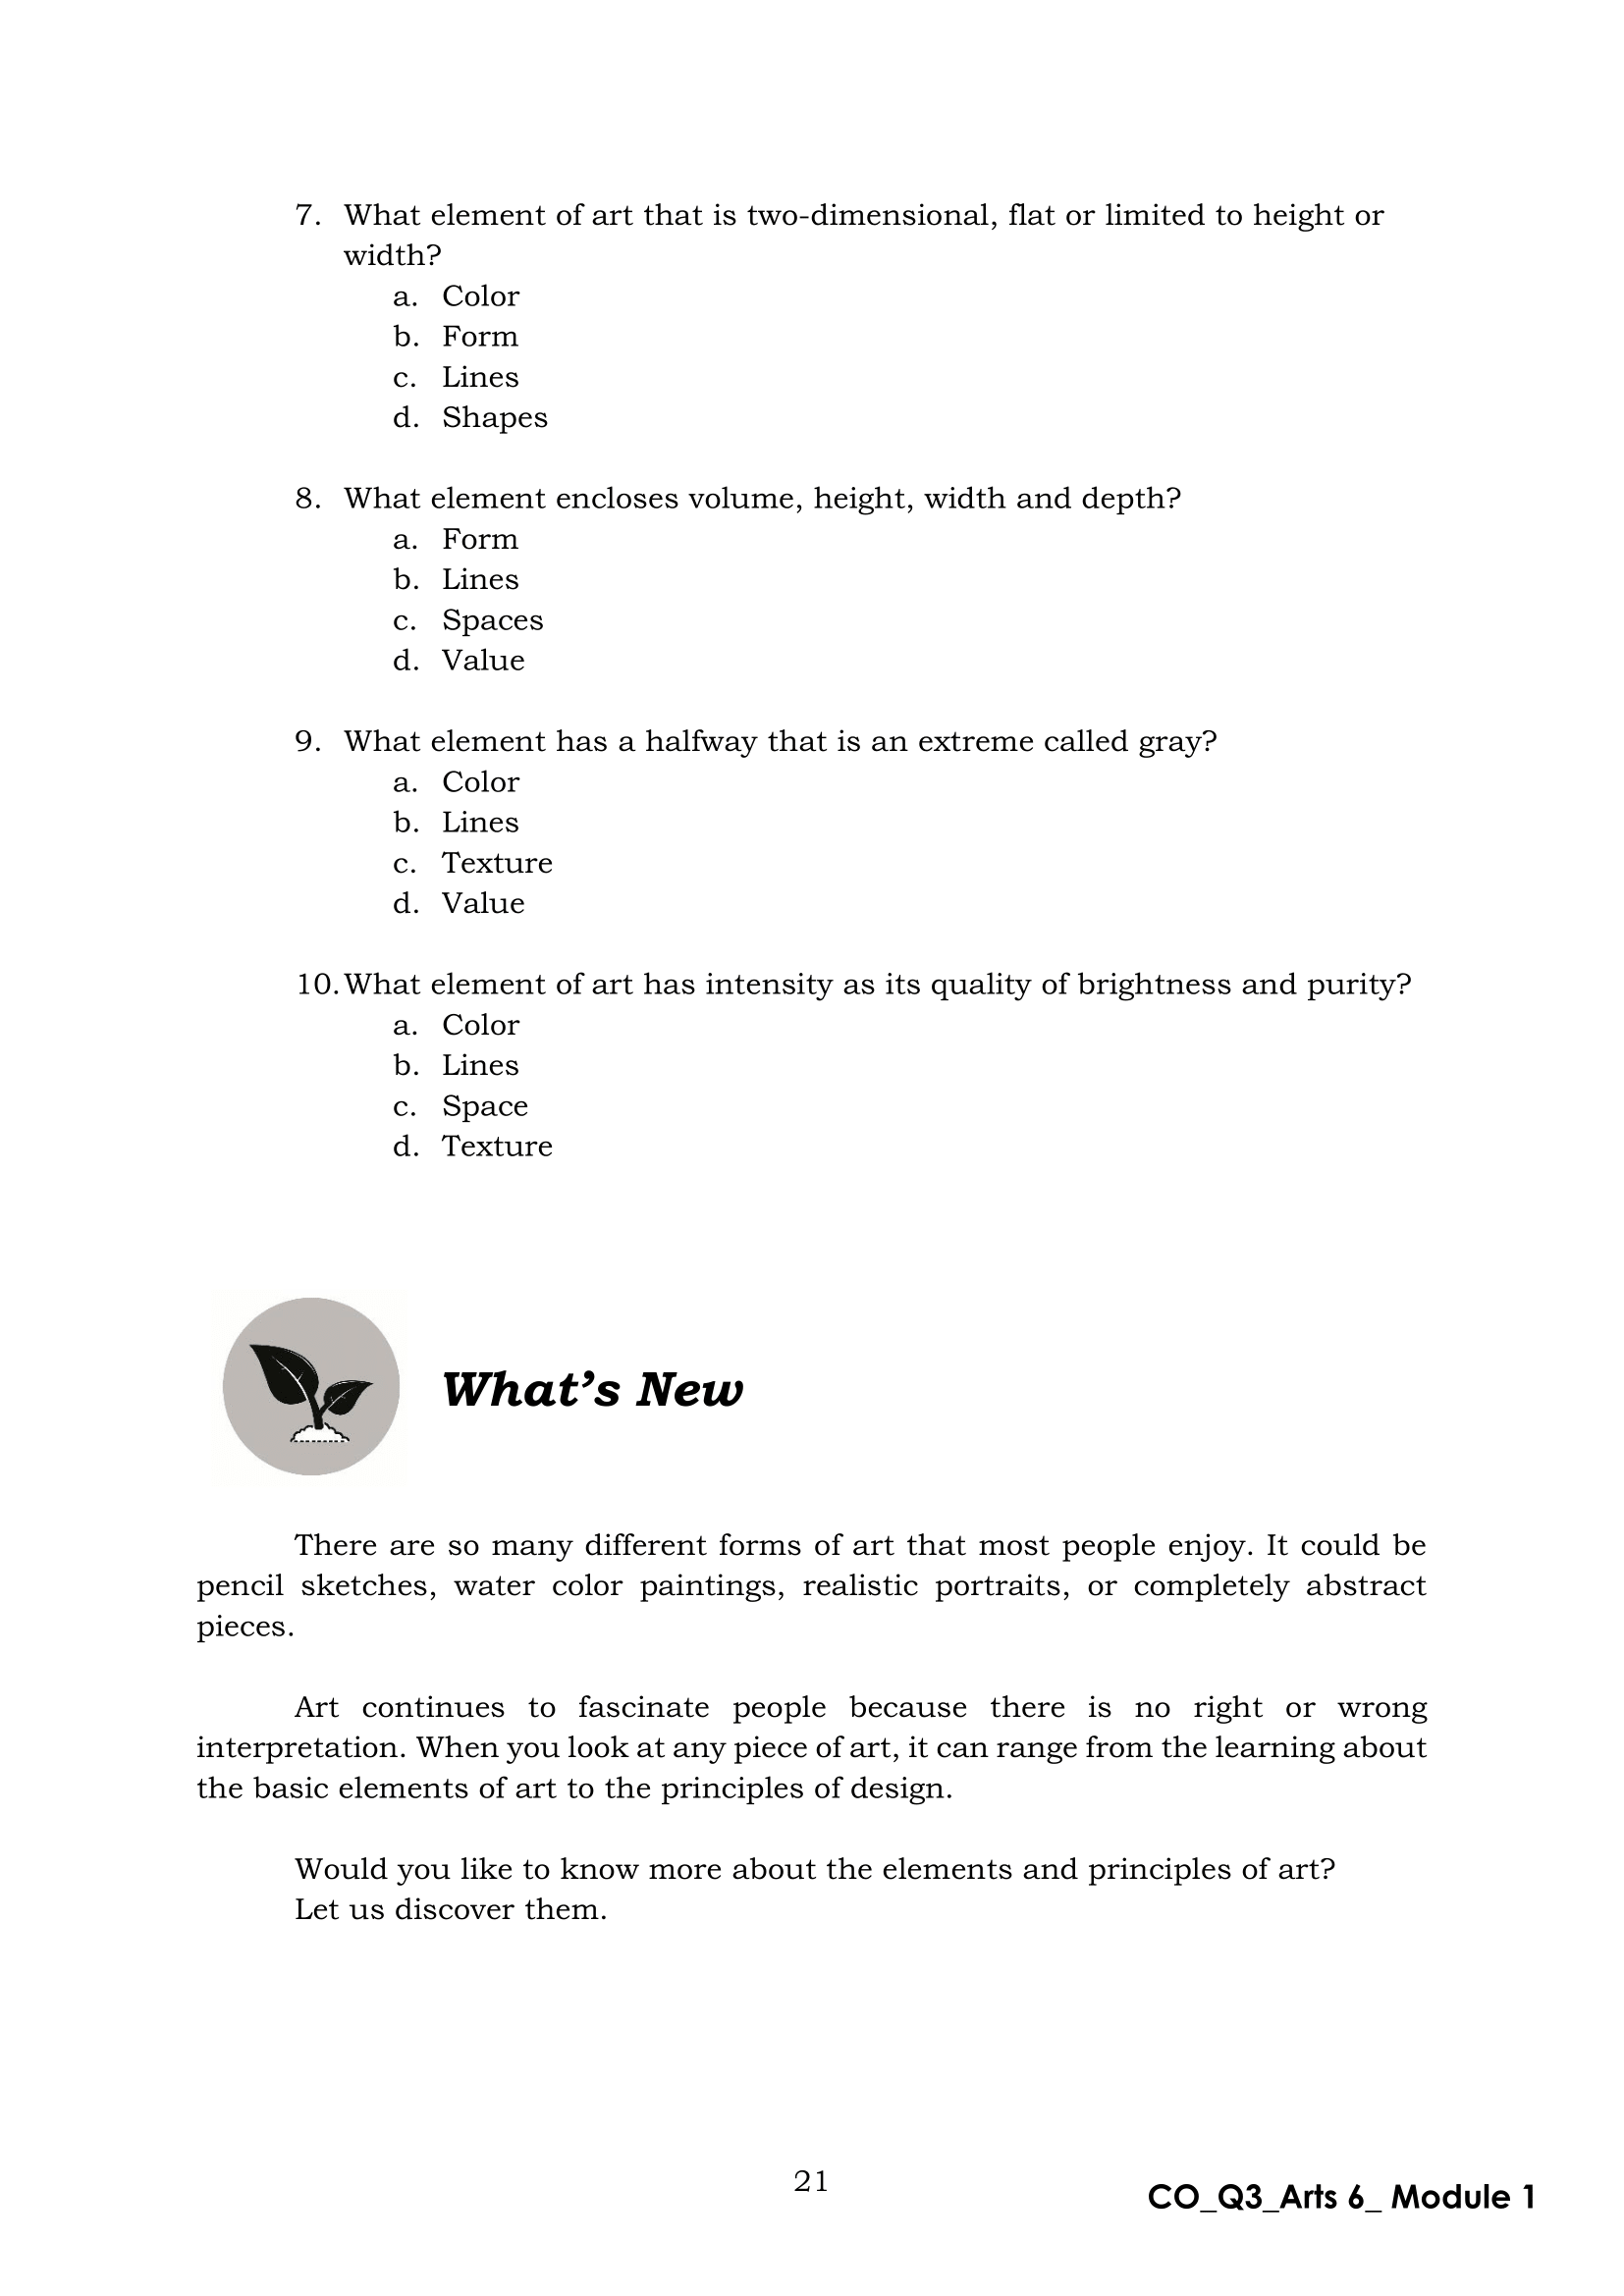 7. What element of art that is two-dimensional, flat or limited to height or
width?
a. Color
b. Form
c. Lines
d. Shapes
8. What element encloses volume, height, width and depth?
a. Form
b. Lines
c. Spaces
d. Value
9. What element has a halfway that is an extreme called gray?
a. Color
b. Lines
c. Texture
d. Value
10. What element of art has intensity as its quality of brightness and purity?
a. Color
b. Lines
c. Space
d. Texture
What's New
There are so many different forms of art that most people enjoy. It could be
pencil sketches, water color paintings, realistic portraits, or completely abstract
pieces.
Art continues to fascinate people because there is no right or wrong
interpretation. When you look at any piece of art, it can range from the learning about
the basic elements of art to the principles of design.
Would you like to know more about the elements and principles of art?
Let us discover them.
21
CO_Q3_Arts 6_ Module 1